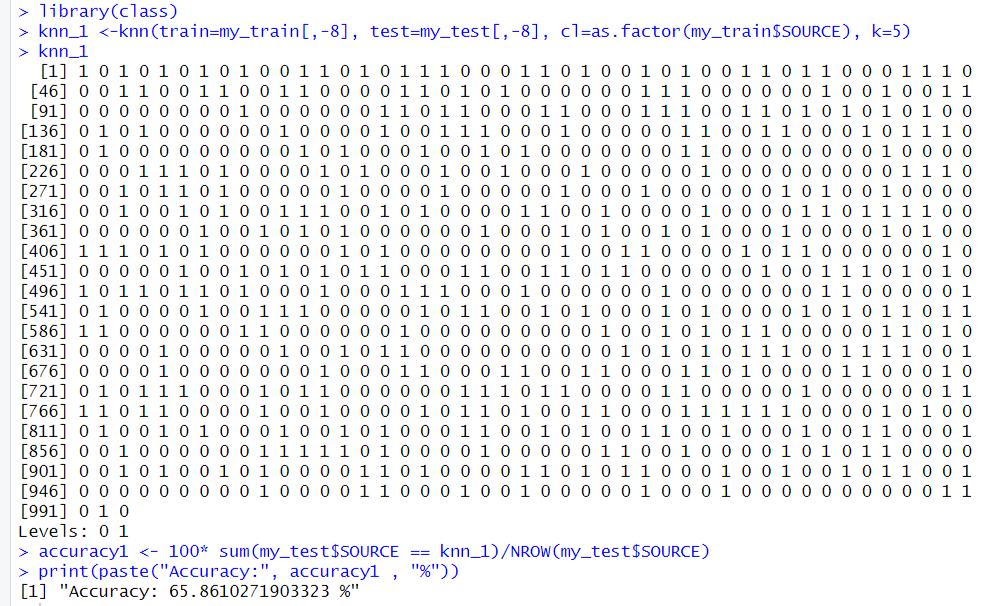 > library(class)
> knn_1 <-knn(train=my_train[,-8], test=my_test[,-8], cl=as.factor(my_train$SOURCE), k=5)
> knn_1
[1] 1 0 1 0 1 0 1 0 1 0 0 1 1 0 1 0 1 1 1 0 0 0 1 1 0 1 0 0 1 0 1 0 0 1 1 0 1 1 0 0 0 1 1 1 0
[46] 0 0 1 1 0 0 1 1 0 0 1 1 0 0 0 0 1 1 0 1 0 1 0 0 0 0 0 0 1 1 1 0 0 0 0 0 0 1 0 0 1 0 0 1 1
[91] 0 0 0 0 0 0 0 0 1 0 0 0 0 0 0 1 1 0 1 1 0 0 0 1 1 0 0 0 1 1 1 0 0 1 1 0 1 0 1 0 1 0 1 0 0
[136] 0 1 0 1 0 0 0 0 0 0 1 0 0 0 0 1 0 0 1 1 1 0 0 0 1 0 0 0 0 0 1 1 0 0 1 1 0 0 0 1 0 1 1 1 0
[181] 0 1 0 0 0 0 0 0 0 0 0 1 0 1 0 0 0 1 0 0 1 0 1 0 0 0 0 0 0 0 1 1 0 0 0 0 0 0 0 0 1 0 0 0 0
[226] 0 0 0 1 1 1 0 1 0 0 0 0 1 0 1 0 0 0 1 0 0 1 0 0 0 1 0 0 0 0 0 1 0 0 0 0 0 0 0 0 0 1 1 1 0
[271] 0 0 1 0 1 1 0 1 0 0 0 0 0 1 0 0 0 0 1 0 0 0 0 0 1 0 0 0 1 0 0 0 0 0 0 1 0 1 0 0 1 0 0 0 0
[316] 0 0 1 0 0 1 0 1 0 0 1 1 1 0 0 1 0 1 0 0 0 0 1 1 0 0 1 0 0 0 0 1 0 0 0 0 1 1 0 1 1 1 1 0 0
[361] 0 0 0 0 0 0 1 0 0 1 0 1 0 1 0 0 0 0 0 0 1 0 0 0 1 0 1 0 0 1 0 1 0 0 0 1 0 0 0 0 1 0 1 0 0
[406] 1 1 1 0 1 0 1 0 0 0 0 0 0 1 0 1 0 0 0 0 0 0 0 0 1 0 0 1 1 0 0 0 0 1 0 1 1 0 0 0 0 0 0 1 0
[451] 0 0 0 0 0 1 0 0 1 0 1 0 1 0 1 1 0 0 0 1 1 0 0 1 1 0 1 1 0 0 0 0 0 0 1 0 0 1 1 1 0 1 0 1 0
[496] 1 0 1 1 0 1 1 0 1 0 0 0 1 0 0 0 1 1 1 0 0 0 1 0 0 0 0 0 0 1 0 0 0 0 0 0 0 1 1 0 0 0 0 0 1
[541] 0 1 0 0 0 0 1 0 0 1 1 1 0 0 0 0 0 1 0 1 1 0 0 1 0 1 0 0 0 1 0 1 0 0 0 0 1 0 1 0 1 1 0 1 1
[586] 1 1 0 0 0 0 0 0 1 1 0 0 0 0 0 0 1 0 0 0 0 0 0 0 0 0 0 1 0 0 1 0 1 0 1 1 0 0 0 0 0 1 1 0 1 0
[631] 0 0 0 0 1 0 0 0 0 0 1 0 0 1 0 1 1 0 0 0 0 0 0 0 0 0 0 1 0 1 0 1 0 1 1 1 0 0 1 1 1 1 0 0 1
[676] 0 0 0 0 1 0 0 0 0 0 0 0 1 0 0 0 1 1 0 0 0 1 1 0 0 1 1 0 0 0 1 1 0 1 0 0 0 0 1 1 0 0 0 1 0
[721] 0 1 0 1 1 1 0 0 0 1 0 1 1 0 0 0 0 0 0 1 1 1 0 1 1 0 0 0 0 1 1 0 0 0 0 0 1 0 0 0 0 0 0 1 1
[766] 1 1 0 1 1 0 0 0 0 1 0 0 1 0 0 0 0 1 0 1 1 0 1 0 0 1 1 0 0 0 1 1 1 1 1 1 0 0 0 0 1 0 1 0 0
[811] 0 1 0 0 1 0 1 0 0 0 1 0 0 1 0 1 0 0 0 1 1 0 0 1 0 1 0 0 1 1 0 0 1 0 0 0 1 0 0 1 1 0 0 0 1
[856] 0 0 1 0 0 0 0 0 0 1 1 1 1 1 0 1 0 0 0 0 1 0 0 0 0 0 1 1 0 0 1 0 0 0 0 1 0 1 0 1 1 0 0 0 0
[901] 0 0 1 0 1 0 0 1 0 1 0 0 0 0 1 1 0 1 0 0 0 0 1 1 0 1 0 1 1 0 0 0 1 0 1 0 0 1 0 1 1 0 0 1
[946] 0 0 0 0 0 0 0 0 0 1 0 0 0 0 1 1 0 0 0 1 0 0 1 0 0 0 0 0 1 0 0 0 1 0 0 0 0 0 0 0 0 0 0 1 1
[991] 0 1 0
Levels: 0 1
> accuracy1 <- 100* sum(my_test$SOURCE == knn_1)/NROW(my_test$SOURCE)
> print(paste("Accuracy:", accuracy1 , "%"))
[1] "Accuracy: 65.8610271903323 %"